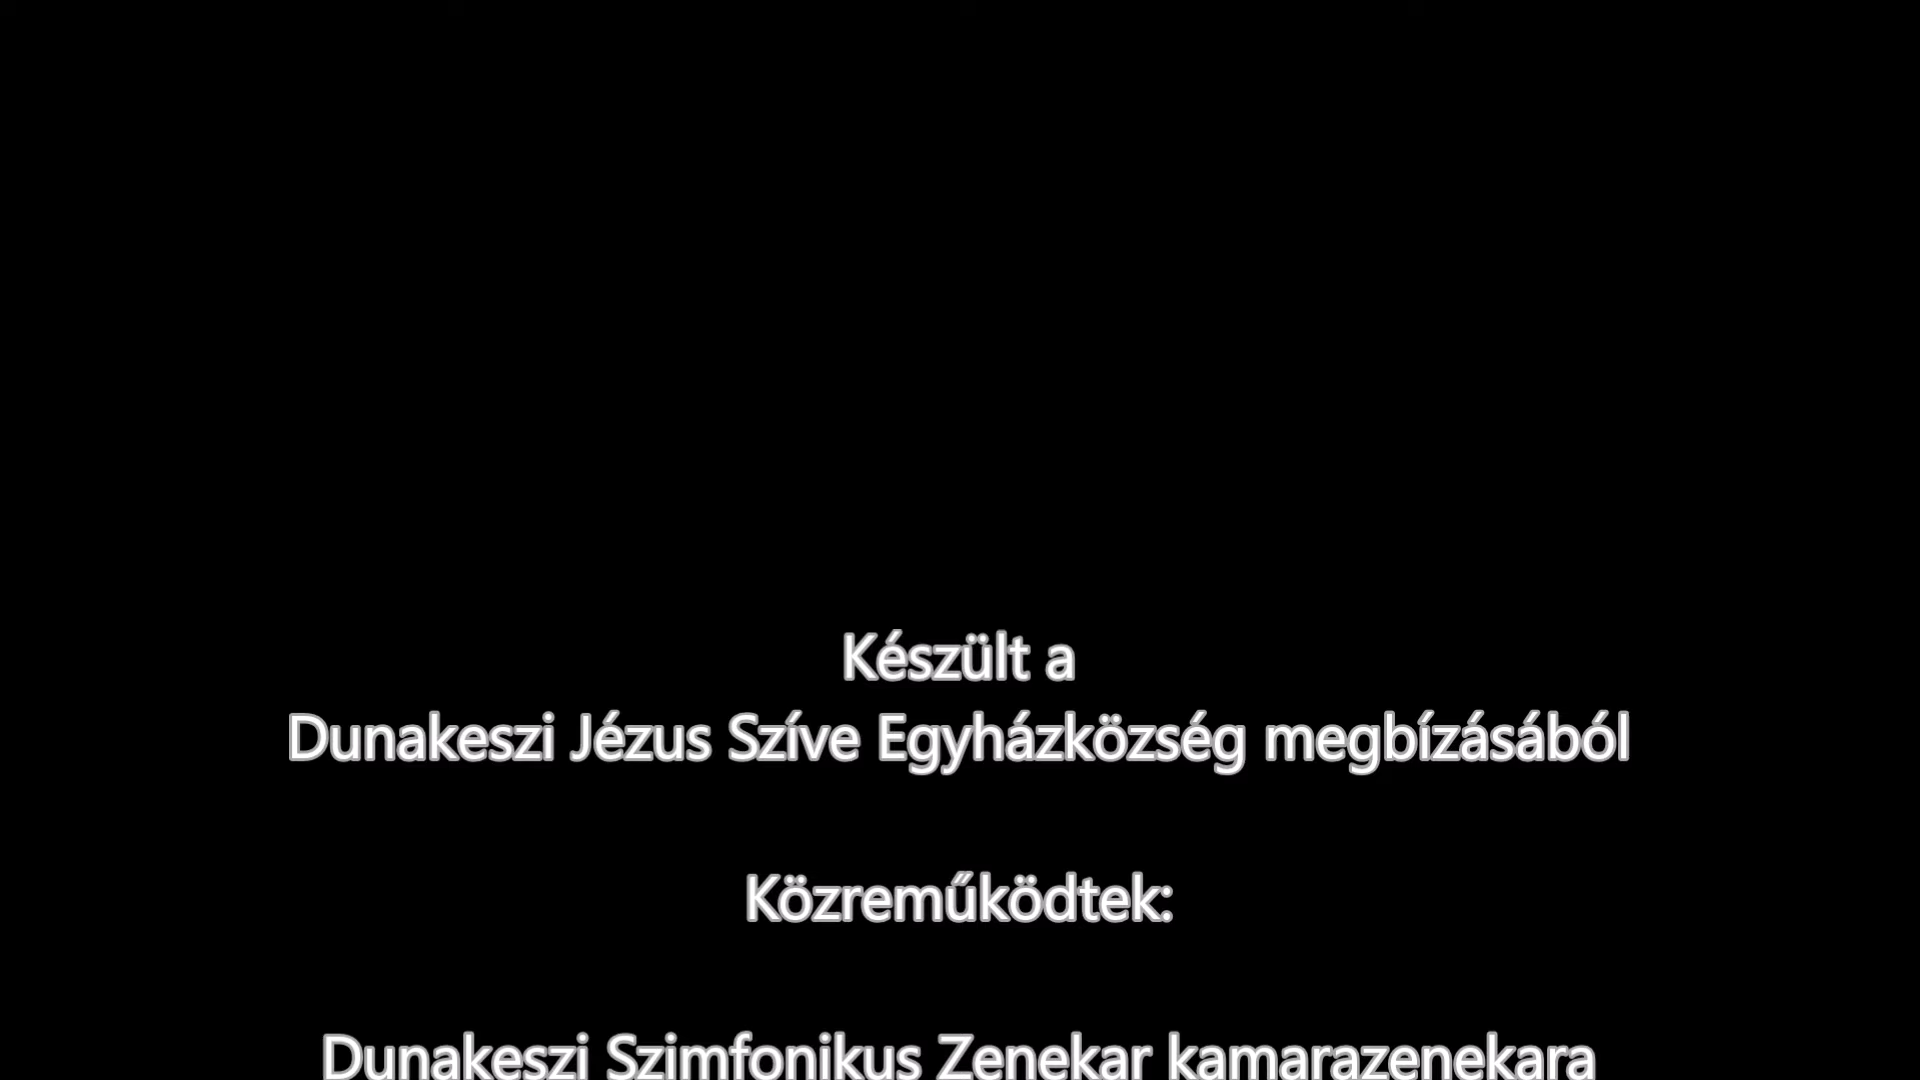 Készült a
Dunakeszi Jézus Szíve Egyházközség megbízásából
Közreműködtek:
Dunakeszi Szimfonikus Zenekar kamarazenekara